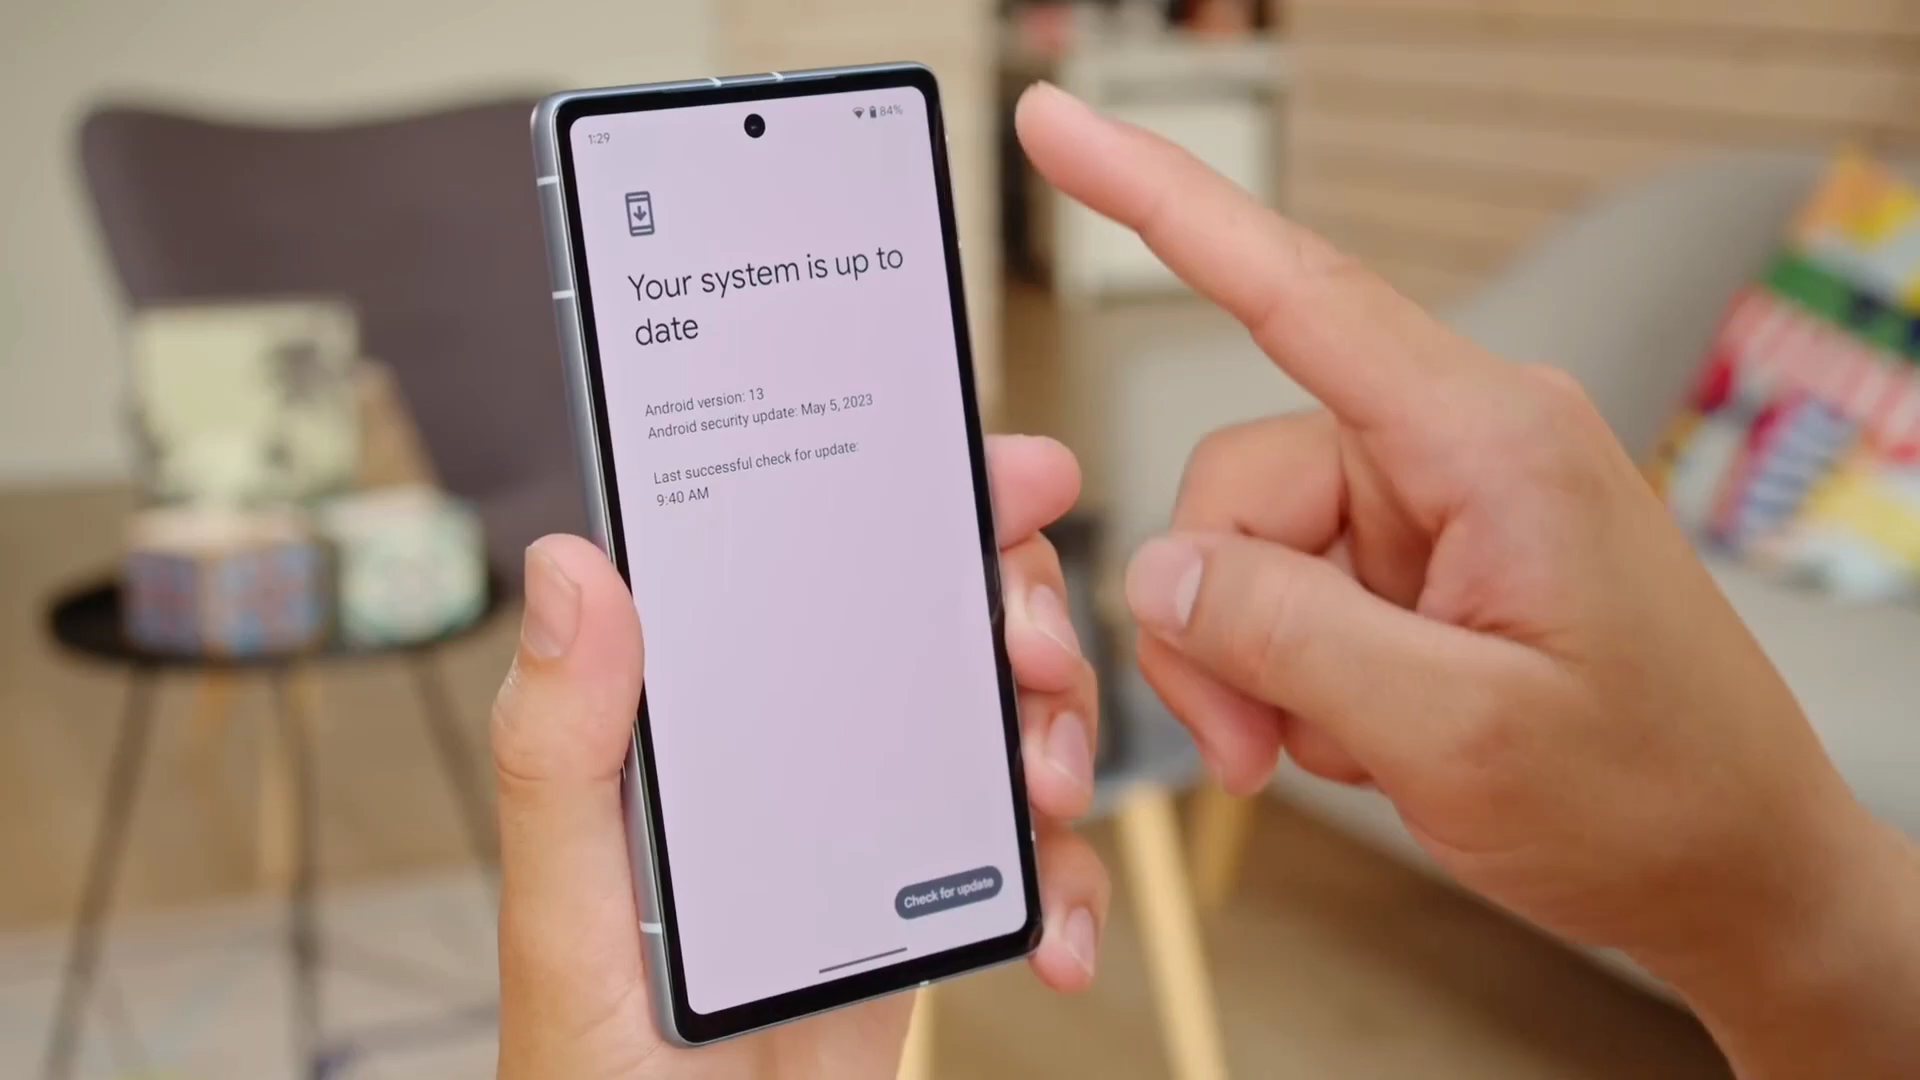 1:29
84%
Your system is up to
date
Android version: 13
Android security update: May 5, 2023
Last successful check for update:
9:40 AM
Check for update